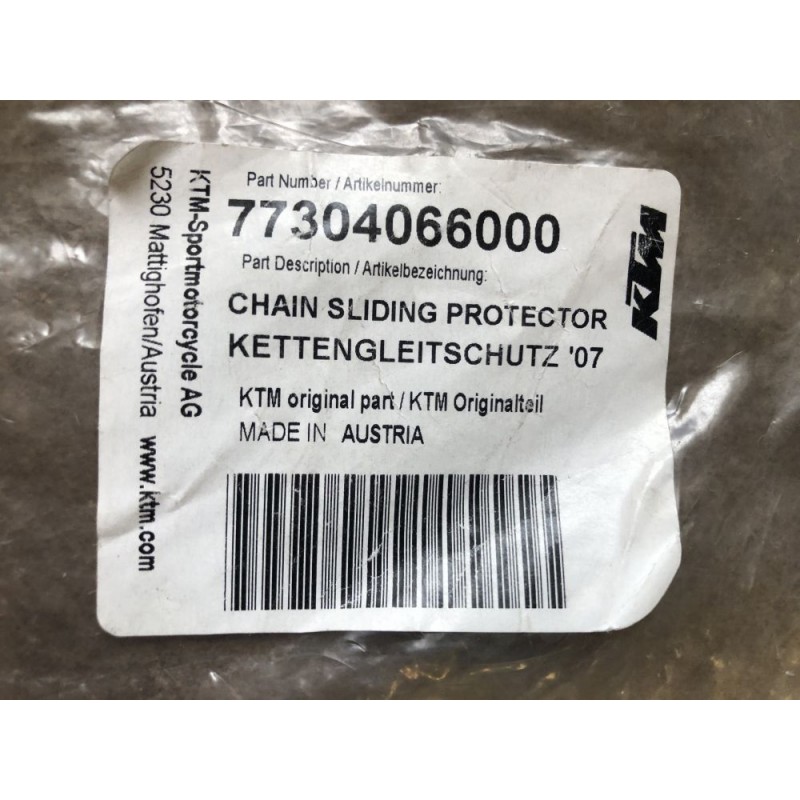 Part Number / Artikelnummer:
77304066000
Part Description / Artikelbezeichnung:
CHAIN SLIDING PROTECTOR
KETTENGLEITSCHUTZ '07
KTM original part / KTM Originalteil
MADE IN AUSTRIA
KTM-Sportmotorcycle AG
5230 Mattighofen/Austria www.ktm.com
KTM